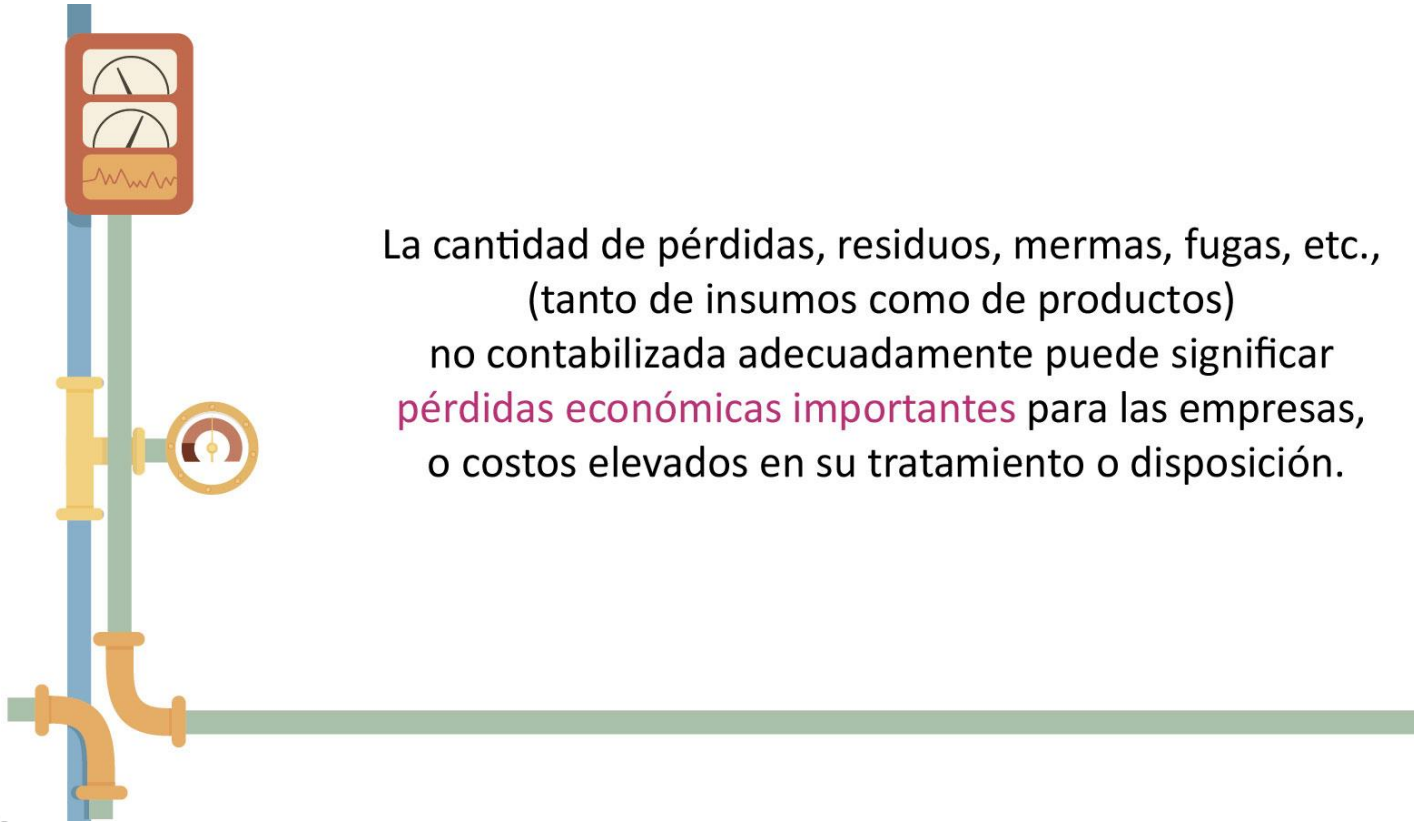 La cantidad de pérdidas, residuos, mermas, fugas, etc.,
(tanto de insumos como de productos)
no contabilizada adecuadamente puede significar
pérdidas económicas importantes para las empresas,
o costos elevados en su tratamiento o disposición.